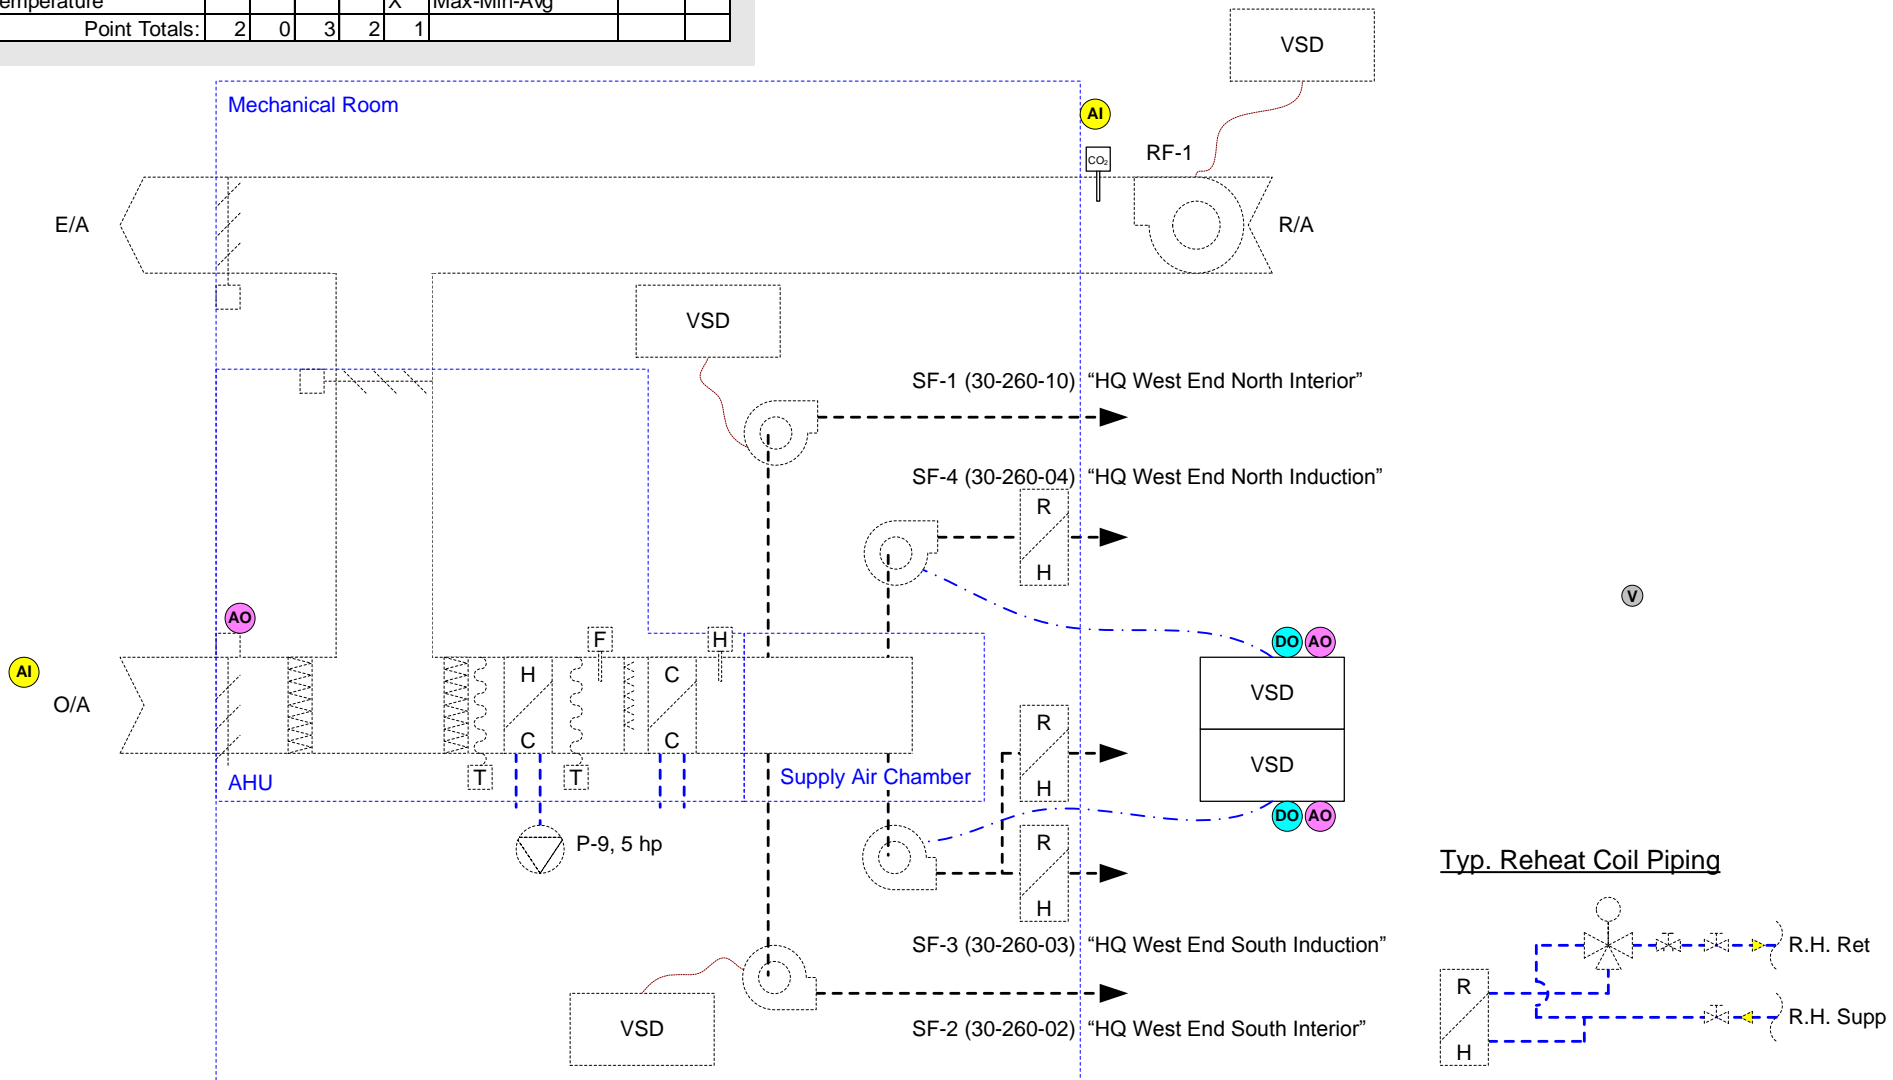 Temperature X Max-Min-Avg
Point Totals: 2 0 3 2 1
VSD
Mechanical Room
AI
CO₂
RF-1
E/A
R/A
VSD
SF-1 (30-260-10) “HQ West End North Interior”
SF-4 (30-260-04) “HQ West End North Induction”
R
H
V
AO
F
H
DO AO
AI
H
C
C
C
VSD
O/A
R
H
VSD
T
T
AHU
Supply Air Chamber
DO AO
P-9, 5 hp
R
H
Typ. Reheat Coil Piping
SF-3 (30-260-03) “HQ West End South Induction”
R.H. Ret
R
H
R.H. Supp
VSD
SF-2 (30-260-02) “HQ West End South Interior”